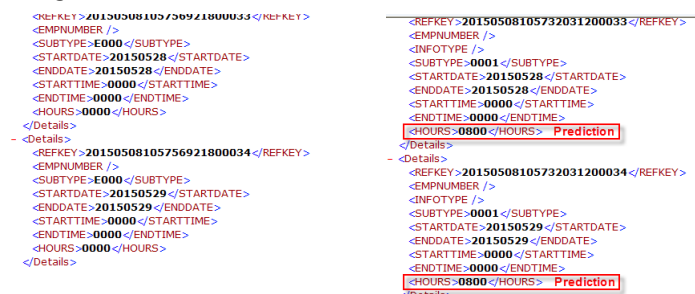 <REFKEY>20150508105756921800033</REFKEY>
<EMPNUMBER />
<SUBTYPE>E000</SUBTYPE>
<STARTDATE>20150528</STARTDATE>
<ENDDATE>20150528</ENDDATE>
<STARTTIME>0000</STARTTIME>
<ENDTIME>0000</ENDTIME>
<HOURS>0000</HOURS>
</Details>
- <Details>
<REFKEY>20150508105756921800034</REFKEY>
<EMPNUMBER />
<SUBTYPE>E000</SUBTYPE>
<STARTDATE>20150529</STARTDATE>
<ENDDATE>20150529</ENDDATE>
<STARTTIME>0000</STARTTIME>
<ENDTIME>0000</ENDTIME>
<HOURS>0000</HOURS>
</Details>
<REFKEY>20150508105732031200033</REFKEY>
<EMPNUMBER />
<INFOTYPE />
<SUBTYPE>0001</SUBTYPE>
<STARTDATE>20150528</STARTDATE>
<ENDDATE>20150528</ENDDATE>
<STARTTIME>0000</STARTTIME>
<ENDTIME>0000</ENDTIME>
<HOURS>0800</HOURS> Prediction
</Details>
- <Details>
<REFKEY>20150508105732031200034</REFKEY>
<EMPNUMBER />
<INFOTYPE />
<SUBTYPE>0001</SUBTYPE>
<STARTDATE>20150529</STARTDATE>
<ENDDATE>20150529</ENDDATE>
<STARTTIME>0000</STARTTIME>
<ENDTIME>0000</ENDTIME>
<HOURS>0800</HOURS> Prediction
</Details>